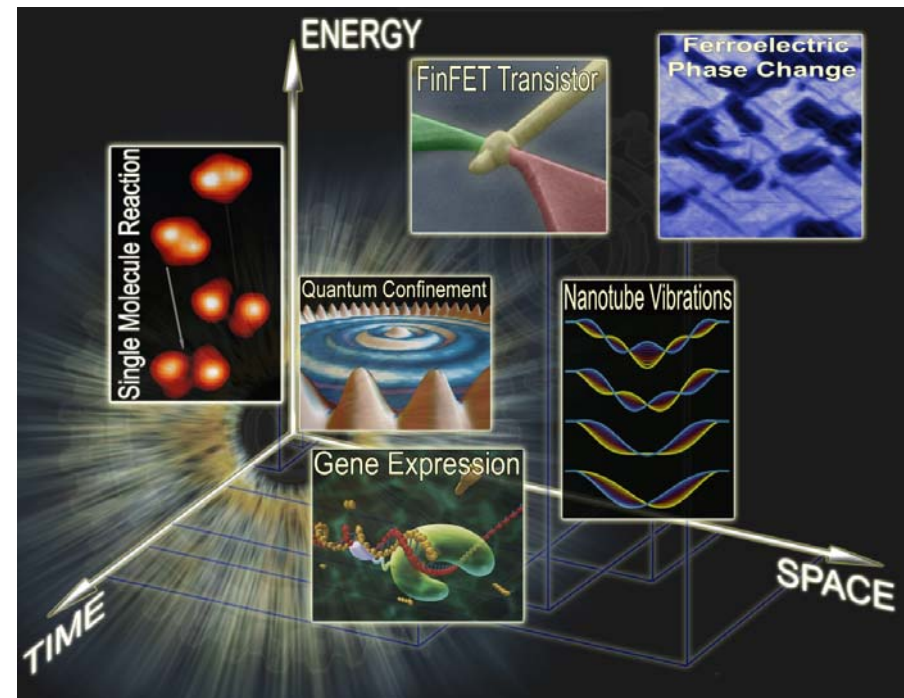 ENERGY
FinFET Transistor
Ferroelectric
Phase Change
Single Molecule Reaction
Quantum Confinement
Nanotube Vibrations
Gene Expression
TIME
SPACE